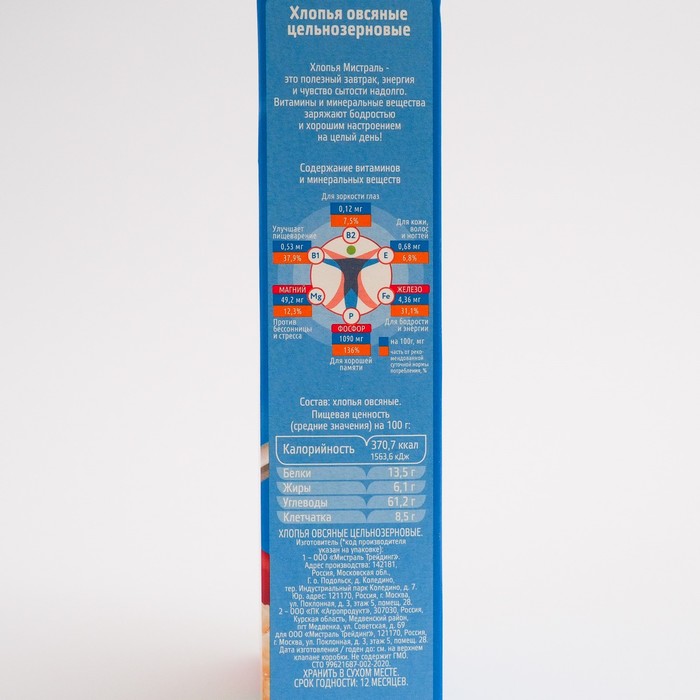 Хлопья овсяные
цельнозерновые
Хлопья Мистраль -
это полезный завтрак, энергия
и чувство сытости надолго.
Витамины и минеральные вещества
заряжают бодростью
и хорошим настроением
на целый день!
Содержание витаминов
и минеральных веществ
Для зоркости глаз
0,12 мг
7,5%
B2
Улучшает
пищеварение
0,53 мг
37,9%
B1
Для кожи,
волос
и ногтей
0,68 мг
6,8%
E
МАГНИЙ
49,2 мг
12,3%
Mg
Против
бессонницы
и стресса
ЖЕЛЕЗО
4,36 мг
31,1%
Fe
Для бодрости
и энергии
P
ФОСФОР
1090 мг
136%
Для хорошей
памяти
на 100г, мг
часть от реко-
мендованной
суточной нормы
потребления, %
Состав: хлопья овсяные.
Пищевая ценность
(средние значения) на 100 г:
Калорийность 370,7 ккал
1563,6 кДж
Белки 13,5 г
Жиры 6,1 г
Углеводы 61,2 г
Клетчатка 8,5 г
ХЛОПЬЯ ОВСЯНЫЕ ЦЕЛЬНОЗЕРНОВЫЕ.
Изготовитель (*код производителя
указан на упаковке):
1 – ООО «Мистраль Трейдинг».
Адрес производства: 142181,
Россия, Московская обл.,
Г. о. Подольск, д. Коледино,
тер. Индустриальный парк Коледино, д. 7.
Юр. адрес: 121170, Россия, г. Москва,
ул. Поклонная, д. 3, этаж 5, помещ. 28.
2 – ООО «ПК «Агропродукт», 307030, Россия,
Курская область, Медвенский район,
пгт Медвенка, ул. Советская, д. 69
для ООО «Мистраль Трейдинг», 121170, Россия,
г. Москва, ул. Поклонная, д. 3, этаж 5, помещ. 28.
Дата изготовления / годен до: см. на верхнем
клапане коробки. Не содержит ГМО.
СТО 99621687-002-2020.
ХРАНИТЬ В СУХОМ МЕСТЕ.
СРОК ГОДНОСТИ: 12 МЕСЯЦЕВ.